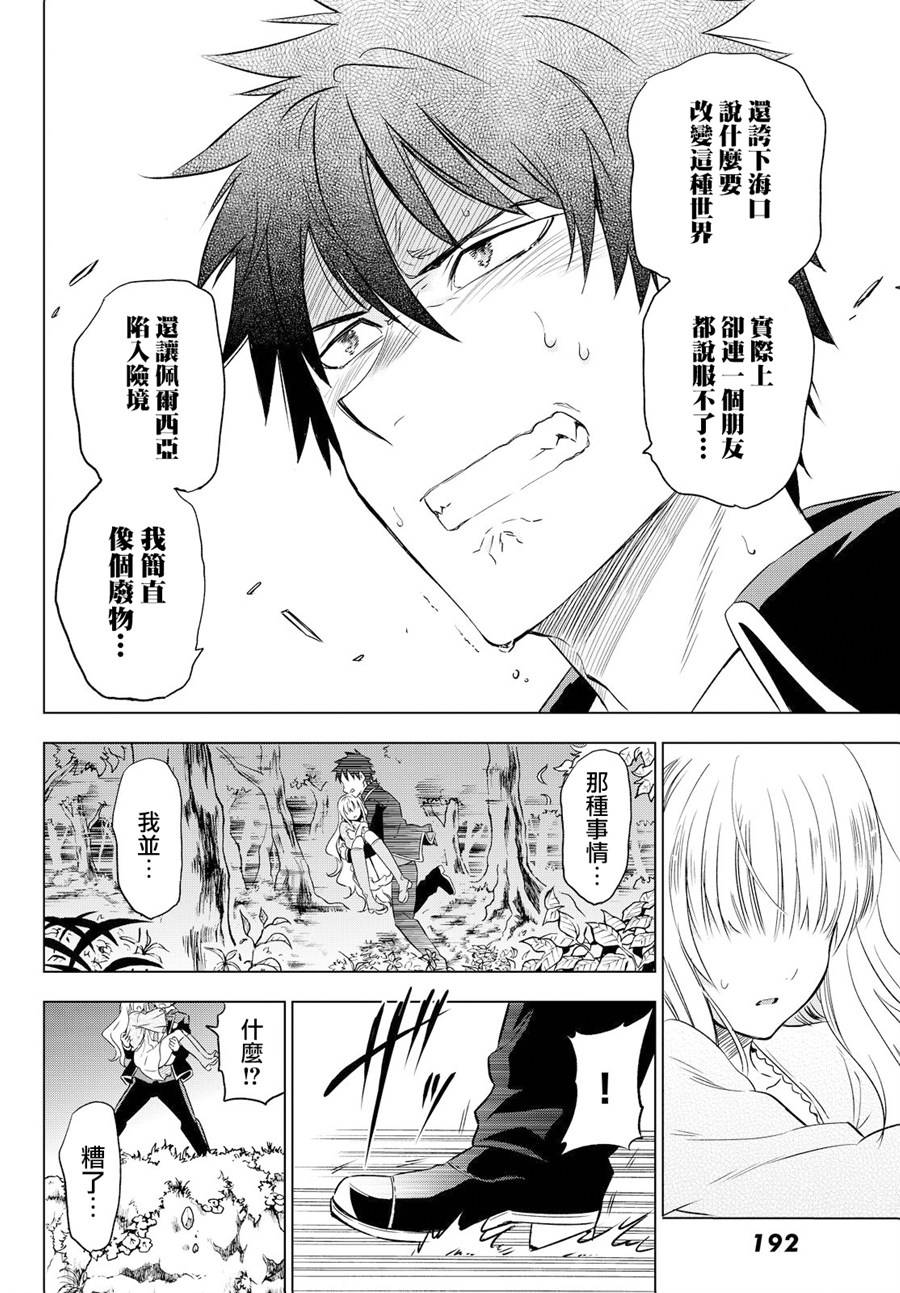 還誇下海口
說什麼要
改變這種世界
實際上
卻連一個朋友
都說服不了…
還讓佩爾西亞
陷入險境
我簡直
像個廢物…
那種事情…
我並…
！
什麼!?
糟了…
192